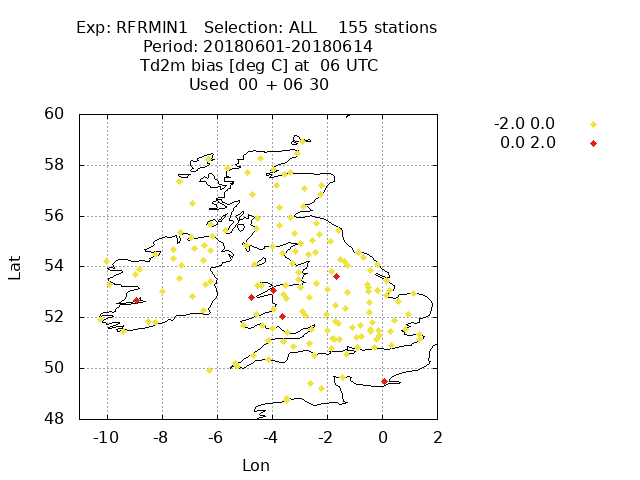 Exp: RFRMIN1   Selection: ALL    155 stations
Period: 20180601-20180614
Td2m bias [deg C] at  06 UTC
Used  00 + 06 30
-2.0 0.0
0.0 2.0
60
58
56
54
52
50
48
Lat
-10 -8 -6 -4 -2 0 2
Lon